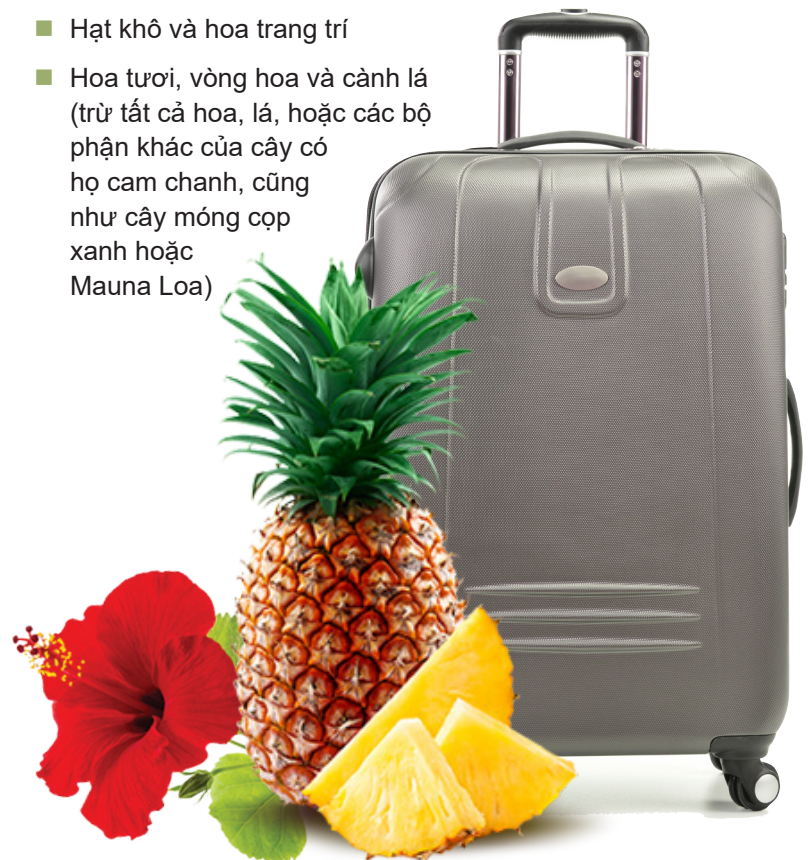 ■ Hạt khô và hoa trang trí
■ Hoa tươi, vòng hoa và cành lá
(trừ tất cả hoa, lá, hoặc các bộ
phận khác của cây có
họ cam chanh, cũng
như cây móng cọp
xanh hoặc
Mauna Loa)